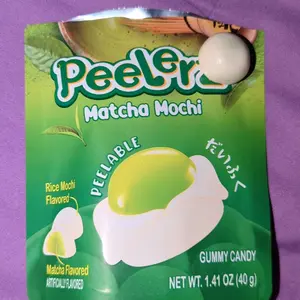 Peelerz
Matcha Mochi
PEELABLE
だいふく
Rice Mochi
Flavored
Matcha Flavored
ARTIFICIALLY FLAVORED
GUMMY CANDY
NET WT. 1.41 OZ (40 g)